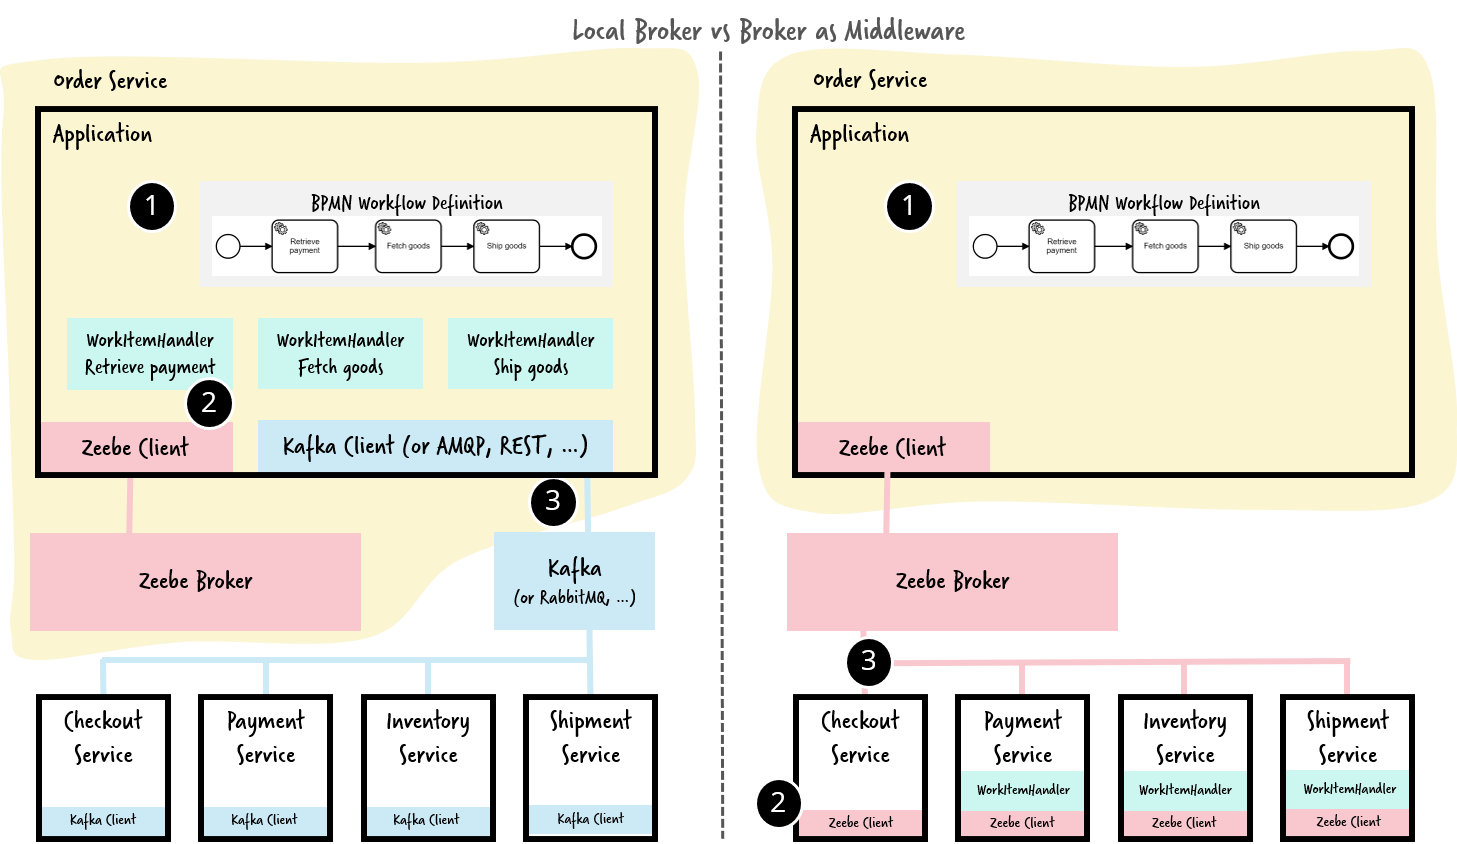 Local Broker vs Broker as Middleware
Order Service
Application
1
BPMN Workflow Definition
Retrieve
payment
Fetch goods
Ship goods
WorkItemHandler
Retrieve payment
WorkItemHandler
Fetch goods
WorkItemHandler
Ship goods
2
Zeebe Client
Kafka Client (or AMQP, REST, ...)
3
Zeebe Broker
Kafka
(or RabbitMQ, ...)
Checkout
Service
Kafka Client
Payment
Service
Kafka Client
Inventory
Service
Kafka Client
Shipment
Service
Kafka Client
Order Service
Application
1
BPMN Workflow Definition
Retrieve
payment
Fetch goods
Ship goods
Zeebe Client
Zeebe Broker
3
Checkout
Service
2
Zeebe Client
Payment
Service
WorkItemHandler
Zeebe Client
Inventory
Service
WorkItemHandler
Zeebe Client
Shipment
Service
WorkItemHandler
Zeebe Client